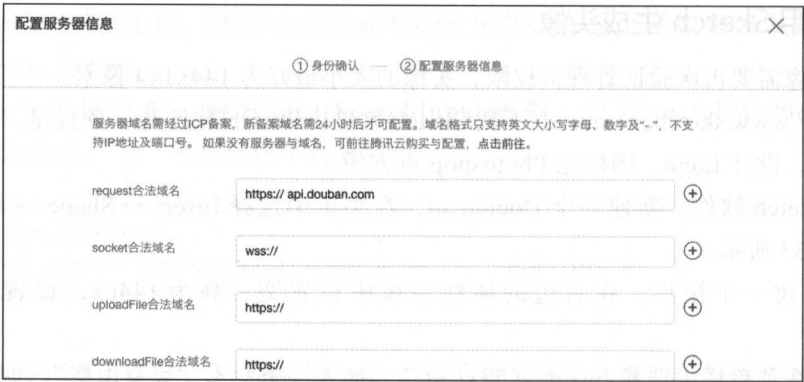 配置服务器信息
①身份确认 ②配置服务器信息
服务器域名需经过ICP备案，新备案域名需24小时后才可配置。域名格式只支持英文大小写字母、数字及"-"，不支
持IP地址及端口号。 如果没有服务器与域名，可前往腾讯云购买与配置，点击前往。
request合法域名 https:// api.douban.com
socket合法域名 wss://
uploadFile合法域名 https://
downloadFile合法域名 https://